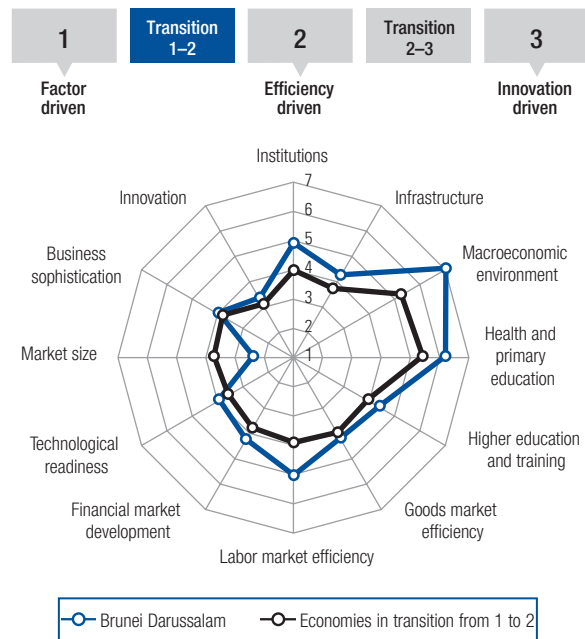 1
Transition
1–2
2
Transition
2–3
3
Factor
driven
Efficiency
driven
Innovation
driven
Institutions
Infrastructure
Macroeconomic
environment
Health and
primary
education
Higher education
and training
Goods market
efficiency
Labor market efficiency
Financial market
development
Technological
readiness
Market size
Business
sophistication
Innovation
7
6
5
4
3
2
1
Brunei Darussalam
Economies in transition from 1 to 2